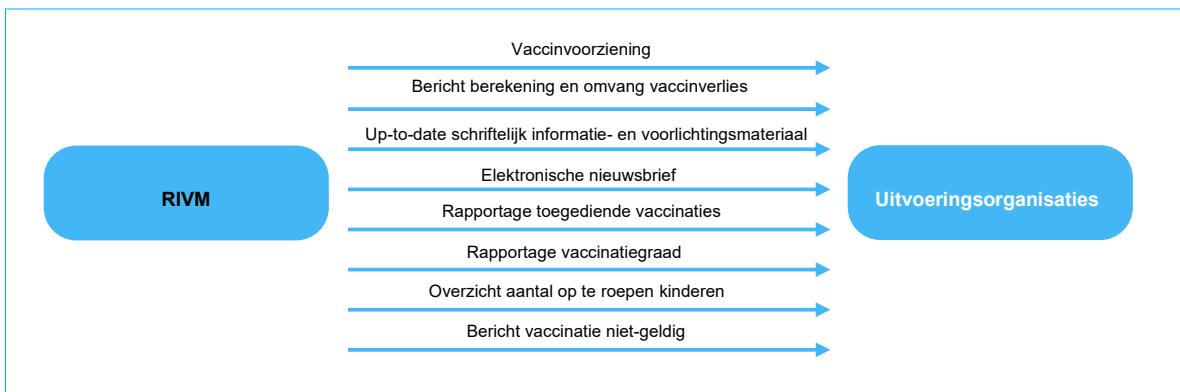 Vaccinvoorziening
Bericht berekening en omvang vaccinverlies
Up-to-date schriftelijk informatie- en voorlichtingsmateriaal
Elektronische nieuwsbrief
RIVM
Uitvoeringsorganisaties
Rapportage toegediende vaccinaties
Rapportage vaccinatiegraad
Overzicht aantal op te roepen kinderen
Bericht vaccinatie niet-geldig